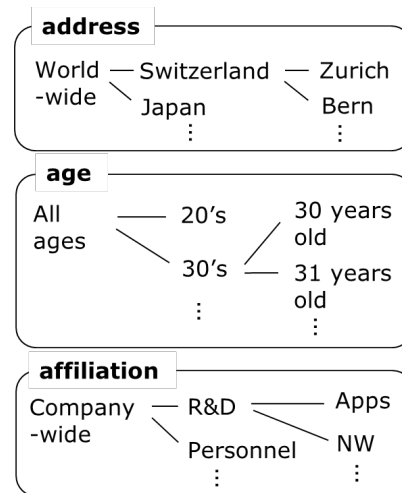 address
World Switzerland Zurich
-wide Japan Bern
⋮ ⋮
age
All ages 20's 30 years old
30's 31 years old
⋮ ⋮
affiliation
Company R&D Apps
-wide Personnel NW
⋮ ⋮